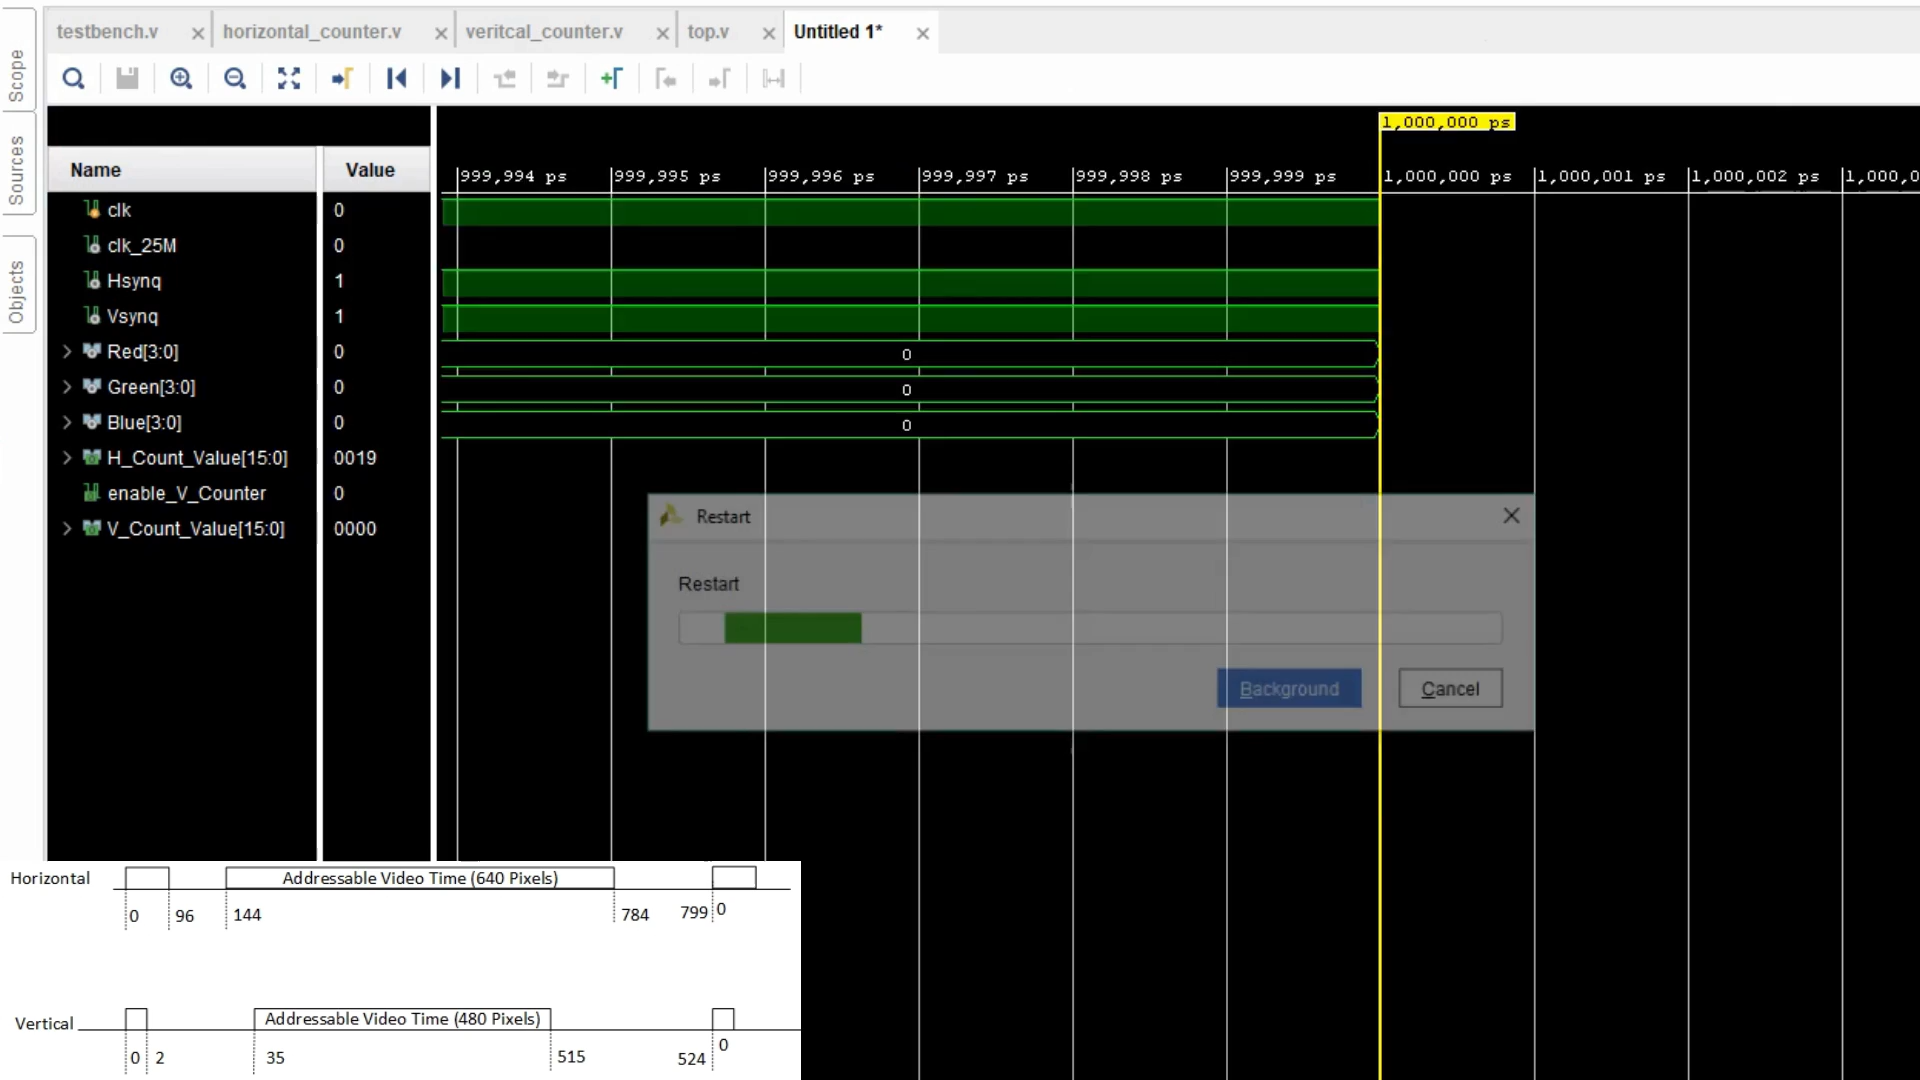 testbench.v
horizontal_counter.v
veritcal_counter.v
top.v
Untitled 1*
Scope
Sources
Objects
1,000,000 ps
Name
Value
999,994 ps
999,995 ps
999,996 ps
999,997 ps
999,998 ps
999,999 ps
1,000,000 ps
1,000,001 ps
1,000,002 ps
1,000,0
clk 0
clk_25M 0
Hsynq 1
Vsynq 1
Red[3:0] 0 0
Green[3:0] 0 0
Blue[3:0] 0 0
H_Count_Value[15:0] 0019
enable_V_Counter 0
V_Count_Value[15:0] 0000
Restart
Restart
Background
Cancel
Horizontal
Addressable Video Time (640 Pixels)
0 96 144 784 799 0
Vertical
Addressable Video Time (480 Pixels)
0 2 35 515 524 0